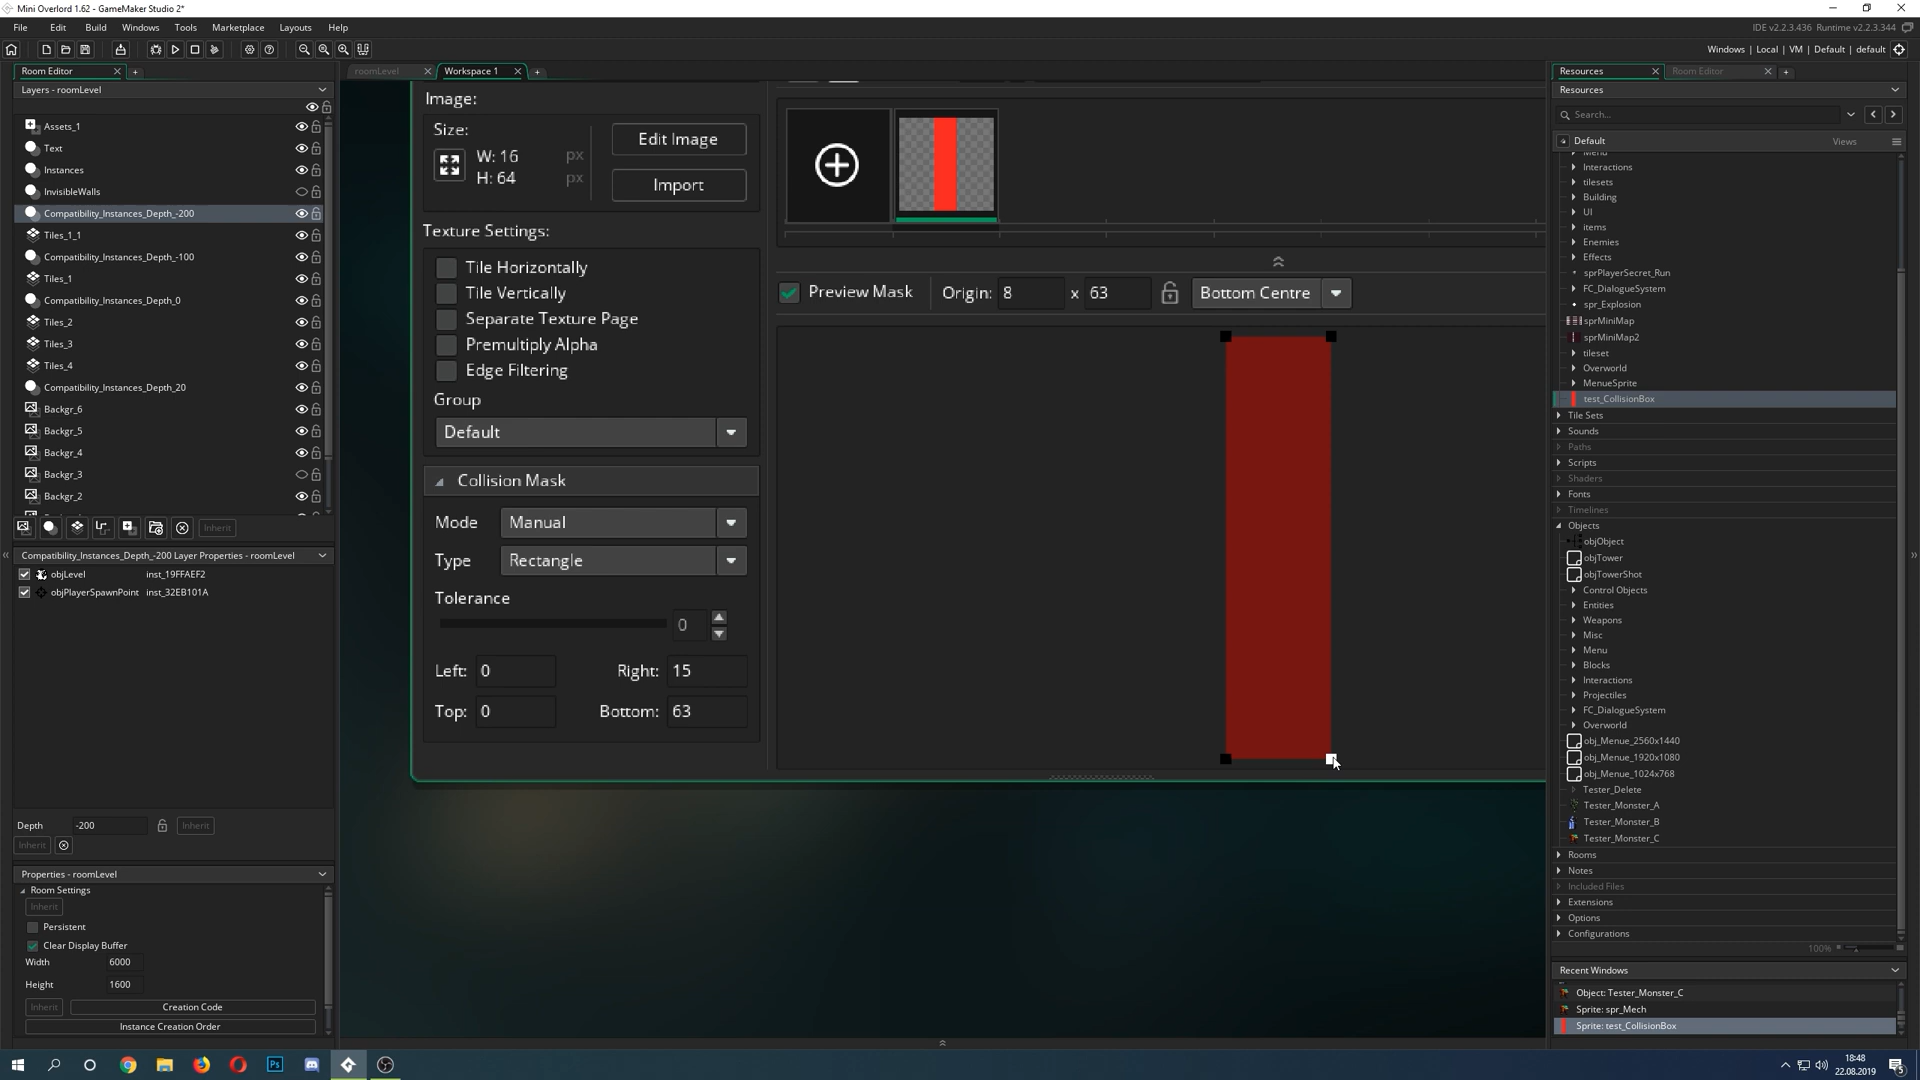 Mini Overlord 1.62 - GameMaker Studio 2*
File Edit Build Windows Tools Marketplace Layouts Help
IDE v2.2.3.436 Runtime v2.2.3.344
Windows | Local | VM | Default | default
Room Editor
Layers - roomLevel
Assets_1
Text
Instances
InvisibleWalls
Compatibility_Instances_Depth_-200
Tiles_1_1
Compatibility_Instances_Depth_-100
Tiles_1
Compatibility_Instances_Depth_0
Tiles_2
Tiles_3
Tiles_4
Compatibility_Instances_Depth_20
Backgr_6
Backgr_5
Backgr_4
Backgr_3
Backgr_2
Inherit
Compatibility_Instances_Depth_-200 Layer Properties - roomLevel
objLevel inst_19FFAEF2
objPlayerSpawnPoint inst_32EB101A
Depth -200 Inherit
Inherit
Properties - roomLevel
Room Settings
Inherit
Persistent
Clear Display Buffer
Width 6000
Height 1600
Inherit Creation Code
Instance Creation Order
roomLevel Workspace 1
Image:
Size:
W: 16 px
H: 64 px
Edit Image
Import
Texture Settings:
Tile Horizontally
Tile Vertically
Separate Texture Page
Premultiply Alpha
Edge Filtering
Group
Default
Collision Mask
Mode Manual
Type Rectangle
Tolerance
0
Left: 0 Right: 15
Top: 0 Bottom: 63
Preview Mask Origin: 8 x 63 Bottom Centre
Resources Room Editor
Resources
Search...
Default Views
Menu
Interactions
tilesets
Building
UI
items
Enemies
Effects
sprPlayerSecret_Run
FC_DialogueSystem
spr_Explosion
sprMiniMap
sprMiniMap2
tileset
Overworld
MenueSprite
test_CollisionBox
Tile Sets
Sounds
Paths
Scripts
Shaders
Fonts
Timelines
Objects
objObject
objTower
objTowerShot
Control Objects
Entities
Weapons
Misc
Menu
Blocks
Interactions
Projectiles
FC_DialogueSystem
Overworld
obj_Menue_2560x1440
obj_Menue_1920x1080
obj_Menue_1024x768
Tester_Delete
Tester_Monster_A
Tester_Monster_B
Tester_Monster_C
Rooms
Notes
Included Files
Extensions
Options
Configurations
100%
Recent Windows
Object: Tester_Monster_C
Sprite: spr_Mech
Sprite: test_CollisionBox
Ps
18:48
22.08.2019
5